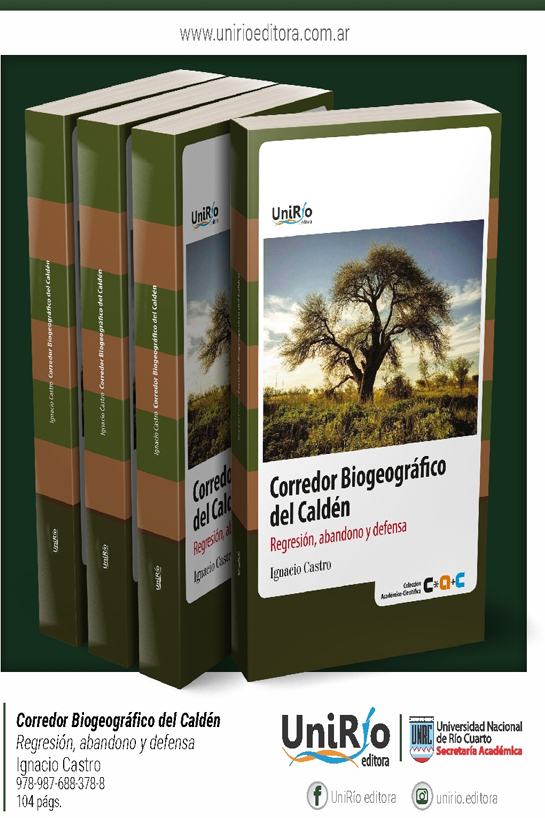 www.unirioeditora.com.ar
Ignacio Castro Corredor Biogeográfico del Caldén
UniRío
Ignacio Castro Corredor Biogeográfico del Caldén
UniRío
Ignacio Castro Corredor Biogeográfico del Caldén
UniRío
UniRío
Corredo
del Cald
Regresión, a
Ignacio Castro
UniRío
editora
Corredor Biogeográfico
del Caldén
Regresión, abandono y defensa
Ignacio Castro
Colección
Académico-Científica
c*a+c
Corredor Biogeográfico del Caldén
Regresión, abandono y defensa
Ignacio Castro
978-987-688-378-8
104 págs.
UniRío
editora
UNRC
Universidad Nacional
de Río Cuarto
Secretaría Académica
UniRío editora
unirio.editora